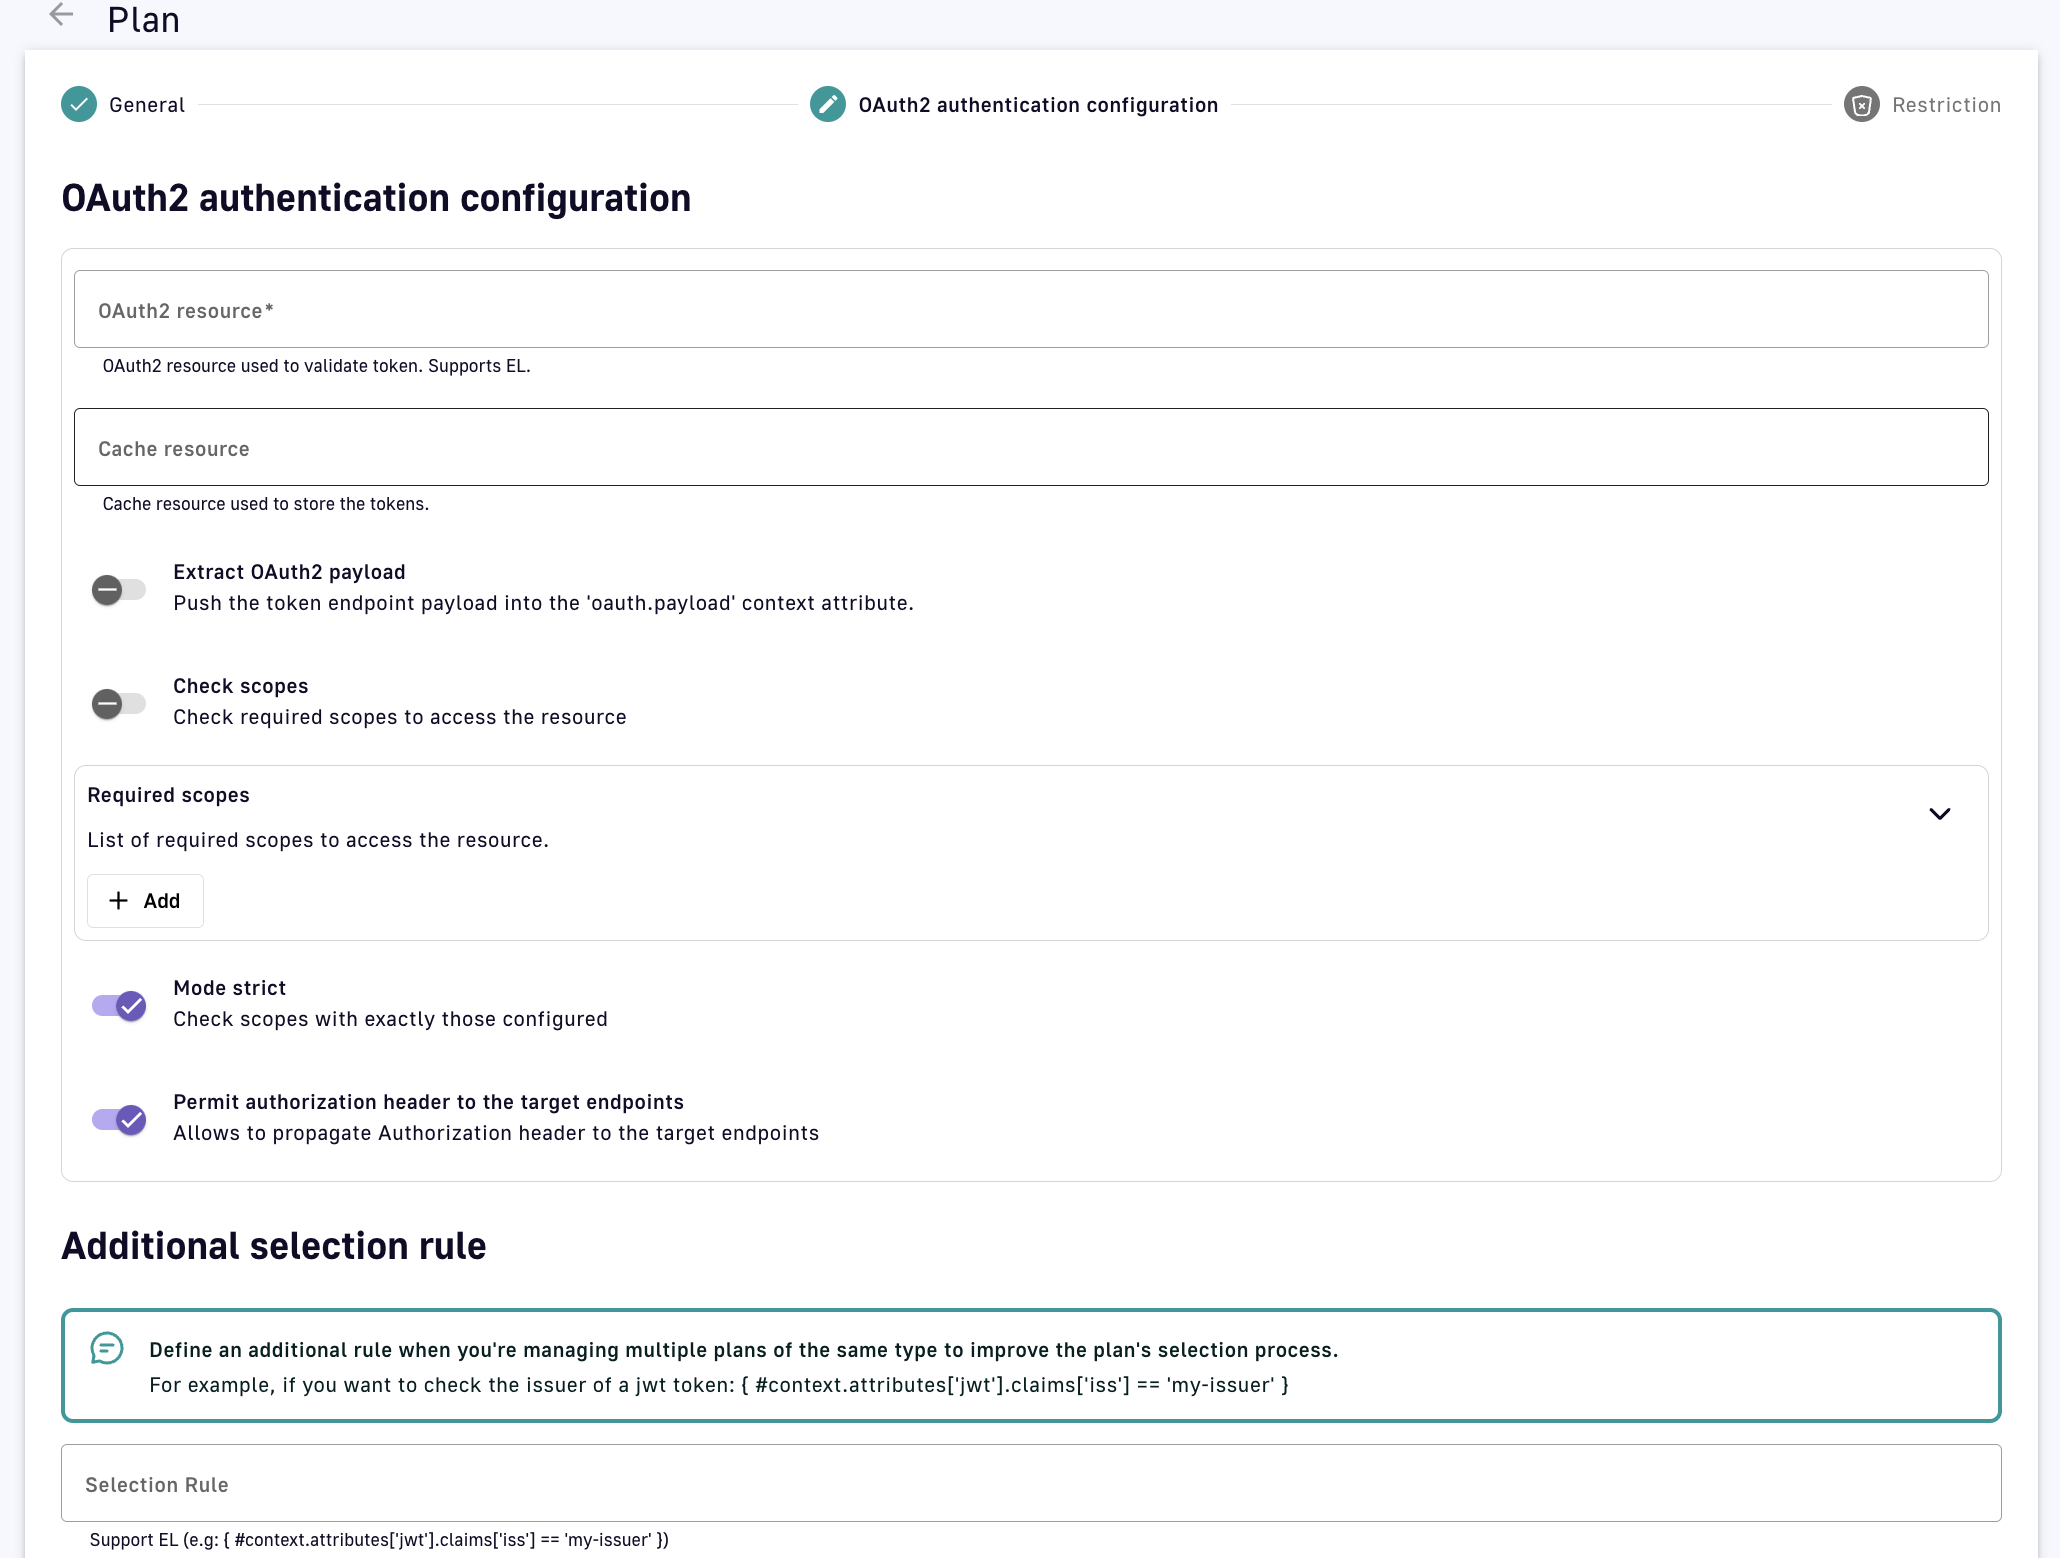 Plan
General
OAuth2 authentication configuration
Restriction
OAuth2 authentication configuration
OAuth2 resource*
OAuth2 resource used to validate token. Supports EL.
Cache resource
Cache resource used to store the tokens.
Extract OAuth2 payload
Push the token endpoint payload into the 'oauth.payload' context attribute.
Check scopes
Check required scopes to access the resource
Required scopes
List of required scopes to access the resource.
Add
Mode strict
Check scopes with exactly those configured
Permit authorization header to the target endpoints
Allows to propagate Authorization header to the target endpoints
Additional selection rule
Define an additional rule when you're managing multiple plans of the same type to improve the plan's selection process.
For example, if you want to check the issuer of a jwt token: { #context.attributes['jwt'].claims['iss'] == 'my-issuer' }
Selection Rule
Support EL (e.g: { #context.attributes['jwt'].claims['iss'] == 'my-issuer' })